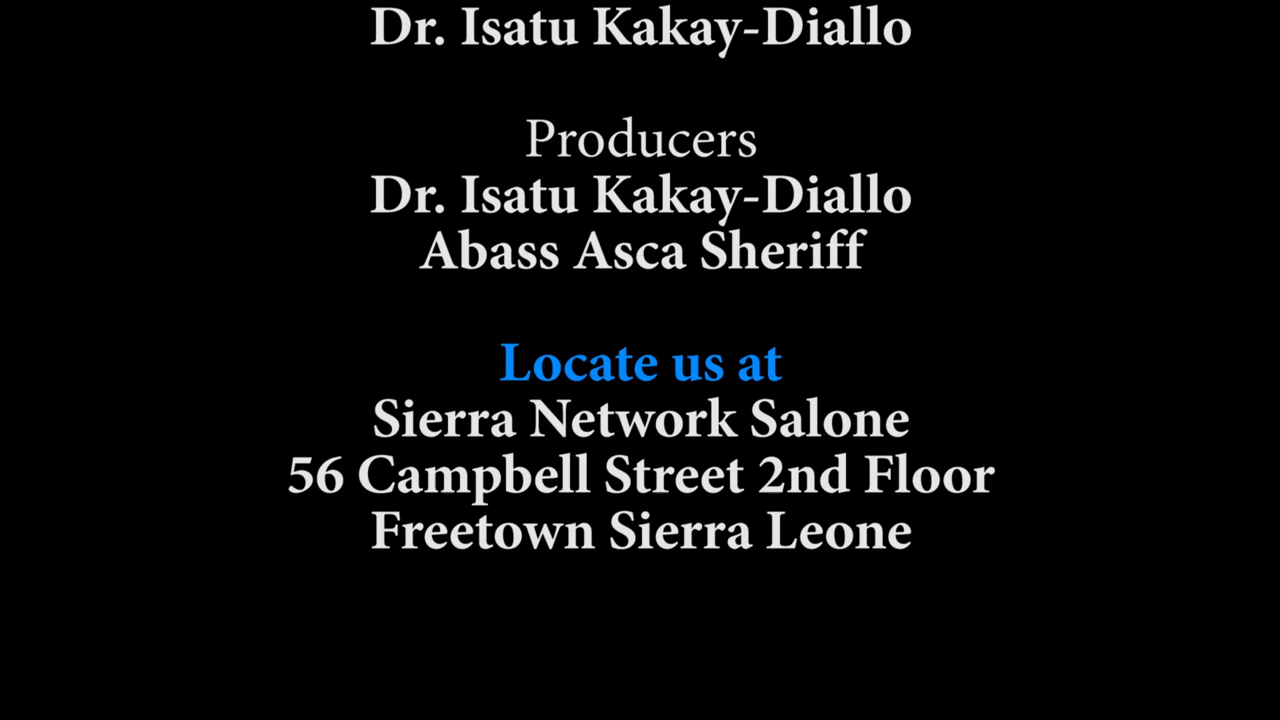 Dr. Isatu Kakay-Diallo
Producers
Dr. Isatu Kakay-Diallo
Abass Asca Sheriff
Locate us at
Sierra Network Salone
56 Campbell Street 2nd Floor
Freetown Sierra Leone